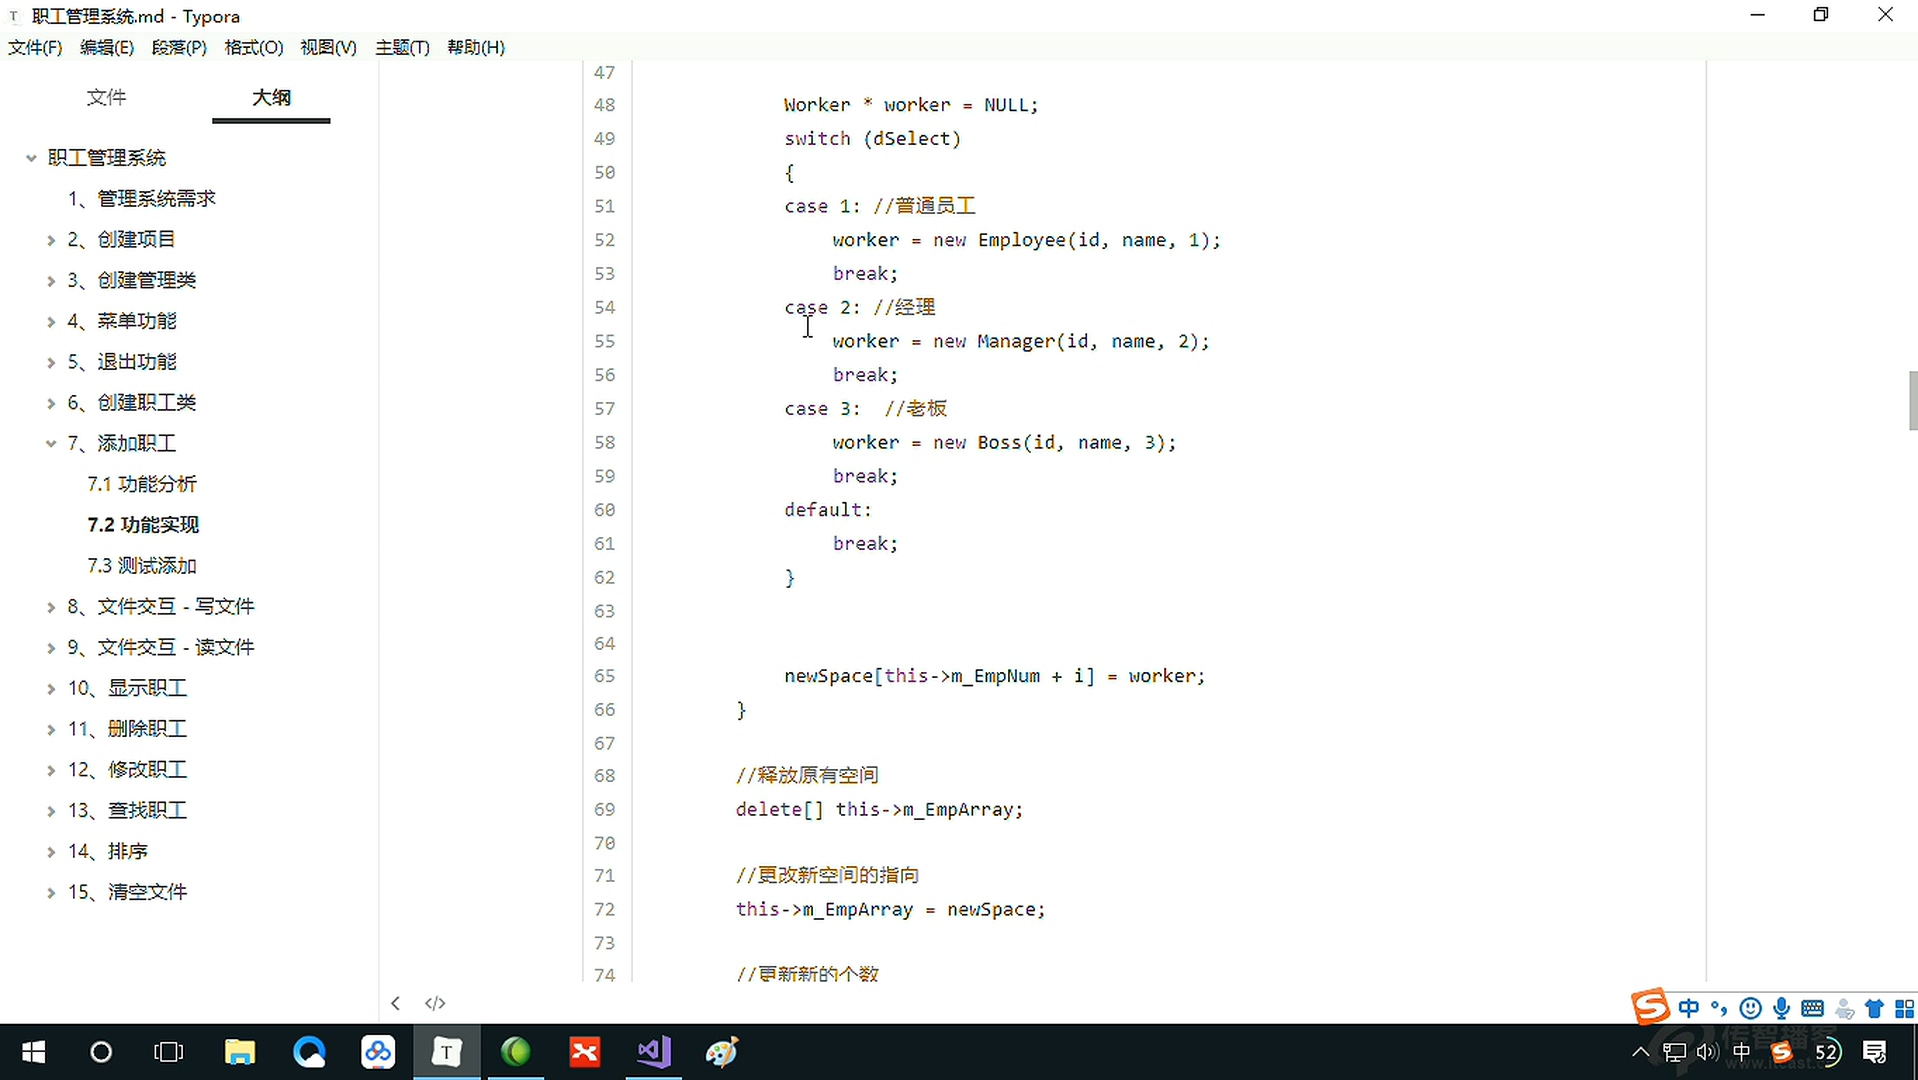 职工管理系统.md - Typora
文件(F) 编辑(E) 段落(P) 格式(O) 视图(V) 主题(T) 帮助(H)
文件 大纲
职工管理系统
1、管理系统需求
2、创建项目
3、创建管理类
4、菜单功能
5、退出功能
6、创建职工类
7、添加职工
7.1 功能分析
7.2 功能实现
7.3 测试添加
8、文件交互 - 写文件
9、文件交互 - 读文件
10、显示职工
11、删除职工
12、修改职工
13、查找职工
14、排序
15、清空文件
47
48 Worker * worker = NULL;
49 switch (dSelect)
50 {
51 case 1: //普通员工
52 worker = new Employee(id, name, 1);
53 break;
54 case 2: //经理
55 worker = new Manager(id, name, 2);
56 break;
57 case 3:  //老板
58 worker = new Boss(id, name, 3);
59 break;
60 default:
61 break;
62 }
63
64
65 newSpace[this->m_EmpNum + i] = worker;
66 }
67
68 //释放原有空间
69 delete[] this->m_EmpArray;
70
71 //更改新空间的指向
72 this->m_EmpArray = newSpace;
73
74 //更新新的个数
</> 
中
T
中 52
传智播客
www.itcast.c